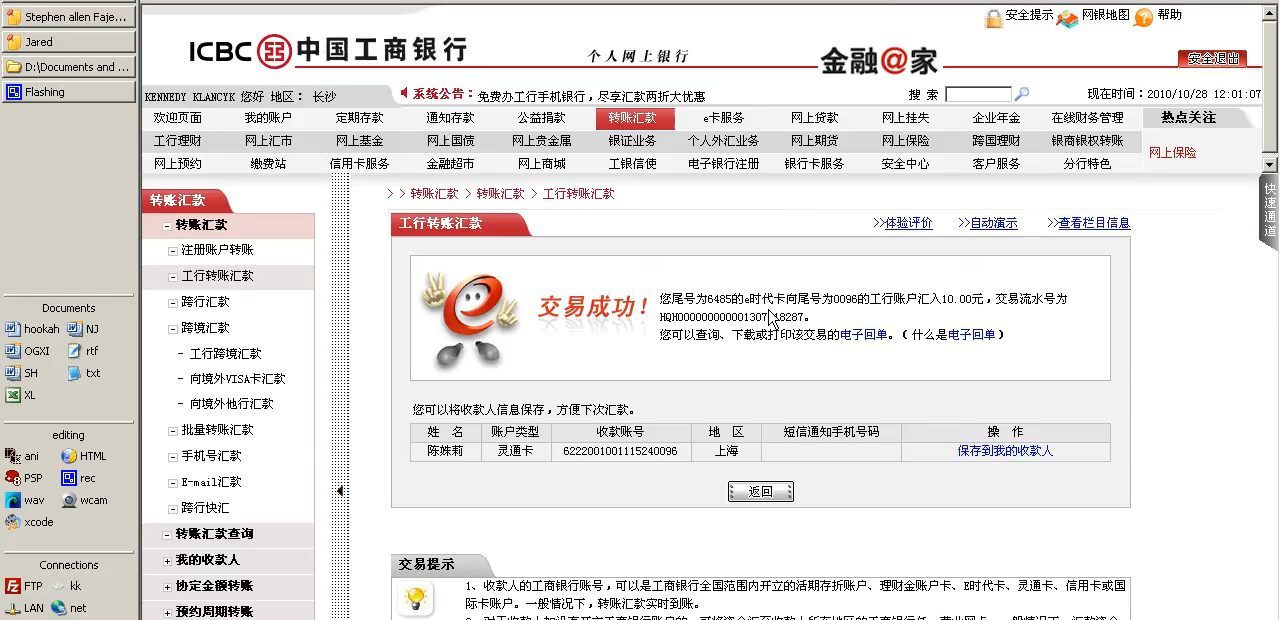 Stephen allen Faje...
Jared
D:\Documents and ...
Flashing
Documents
hookah NJ
OGXI rtf
SH txt
XL
editing
ani HTML
PSP rec
wav wcam
xcode
Connections
FTP kk
LAN net
安全提示 网银地图 帮助
ICBC 中国工商银行 个人网上银行 金融@家 安全退出
KENNEDY KLANCYK 您好 地区： 长沙 系统公告： 免费办工行手机银行，尽享汇款两折大优惠 搜 索 现在时间：2010/10/28 12:01:07
欢迎页面 我的账户 定期存款 通知存款 公益捐款 转账汇款 e卡服务 网上贷款 网上挂失 企业年金 在线财务管理 热点关注
工行理财 网上汇市 网上基金 网上国债 网上贵金属 银证业务 个人外汇业务 网上期货 网上保险 跨国理财 银商银权转账
网上保险
网上预约 缴费站 信用卡服务 金融超市 网上商城 工银信使 电子银行注册 银行卡服务 安全中心 客户服务 分行特色
快速通道
转账汇款
转账汇款
注册账户转账
工行转账汇款
跨行汇款
跨境汇款
- 工行跨境汇款
- 向境外VISA卡汇款
- 向境外他行汇款
批量转账汇款
手机号汇款
E-mail汇款
跨行快汇
转账汇款查询
我的收款人
协定金额转账
预约周期转账
> > 转账汇款 > 转账汇款 > 工行转账汇款
工行转账汇款 >>体验评价 >>自动演示 >>查看栏目信息
交易成功！
您尾号为6485的e时代卡向尾号为0096的工行账户汇入10.00元，交易流水号为
您可以查询、下载或打印该交易的电子回单。（ 什么是电子回单 ）
您可以将收款人信息保存，方便下次汇款。
姓 名 账户类型 收款账号 地 区 短信通知手机号码 操 作
陈姝莉 灵通卡 6222001001115240096 上海 保存到我的收款人
返回
交易提示
1、收款人的工商银行账号，可以是工商银行全国范围内开立的活期存折账户、理财金账户卡、E时代卡、灵通卡、信用卡或国
际卡账户。一般情况下，转账汇款实时到账。